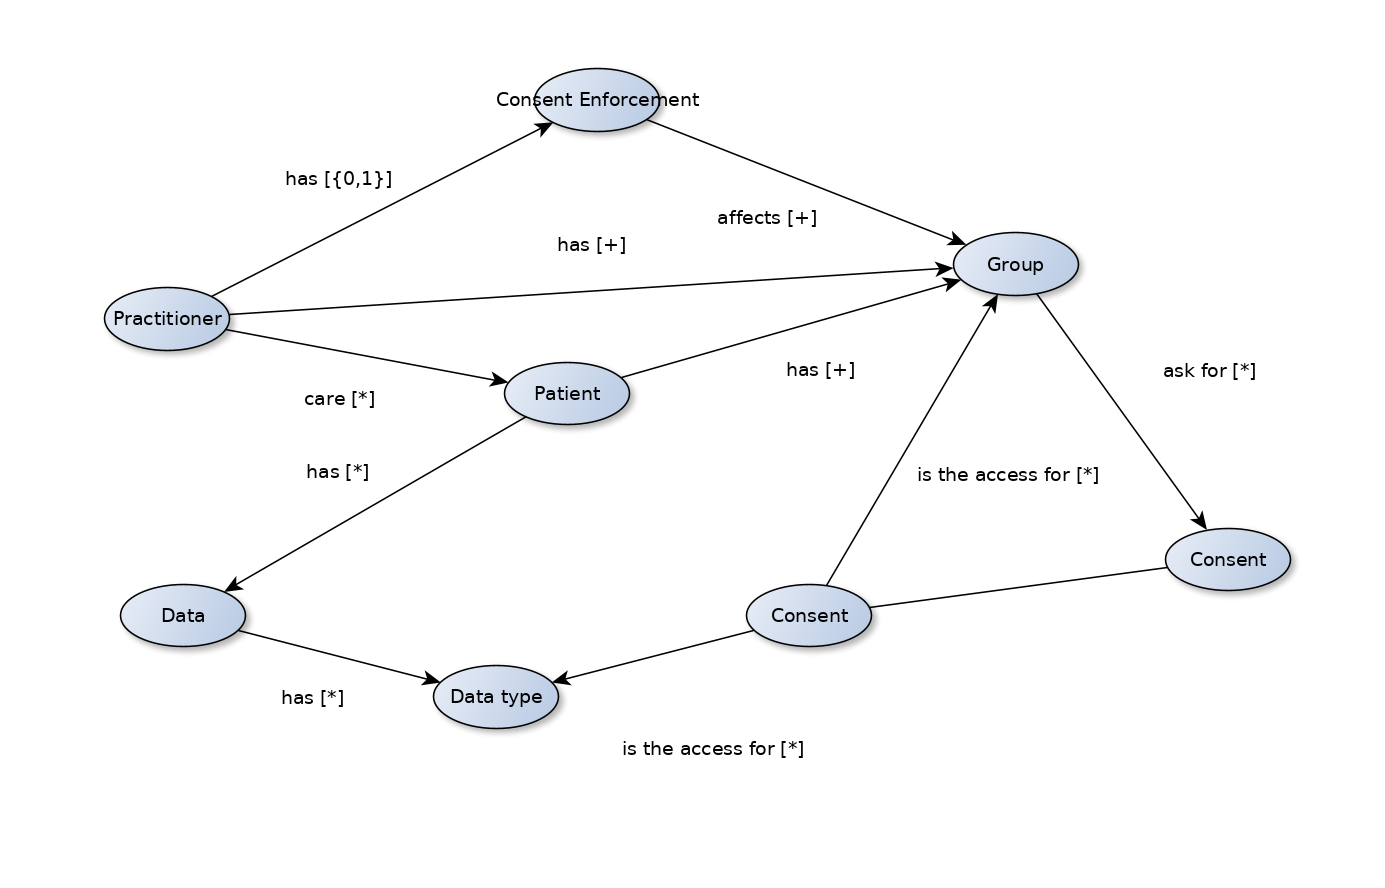 Consent Enforcement
has [{0,1}]
affects [+]
has [+]
Group
Practitioner
has [+]
ask for [*]
Patient
care [*]
has [*]
is the access for [*]
Consent
Data
Consent
has [*]
Data type
is the access for [*]